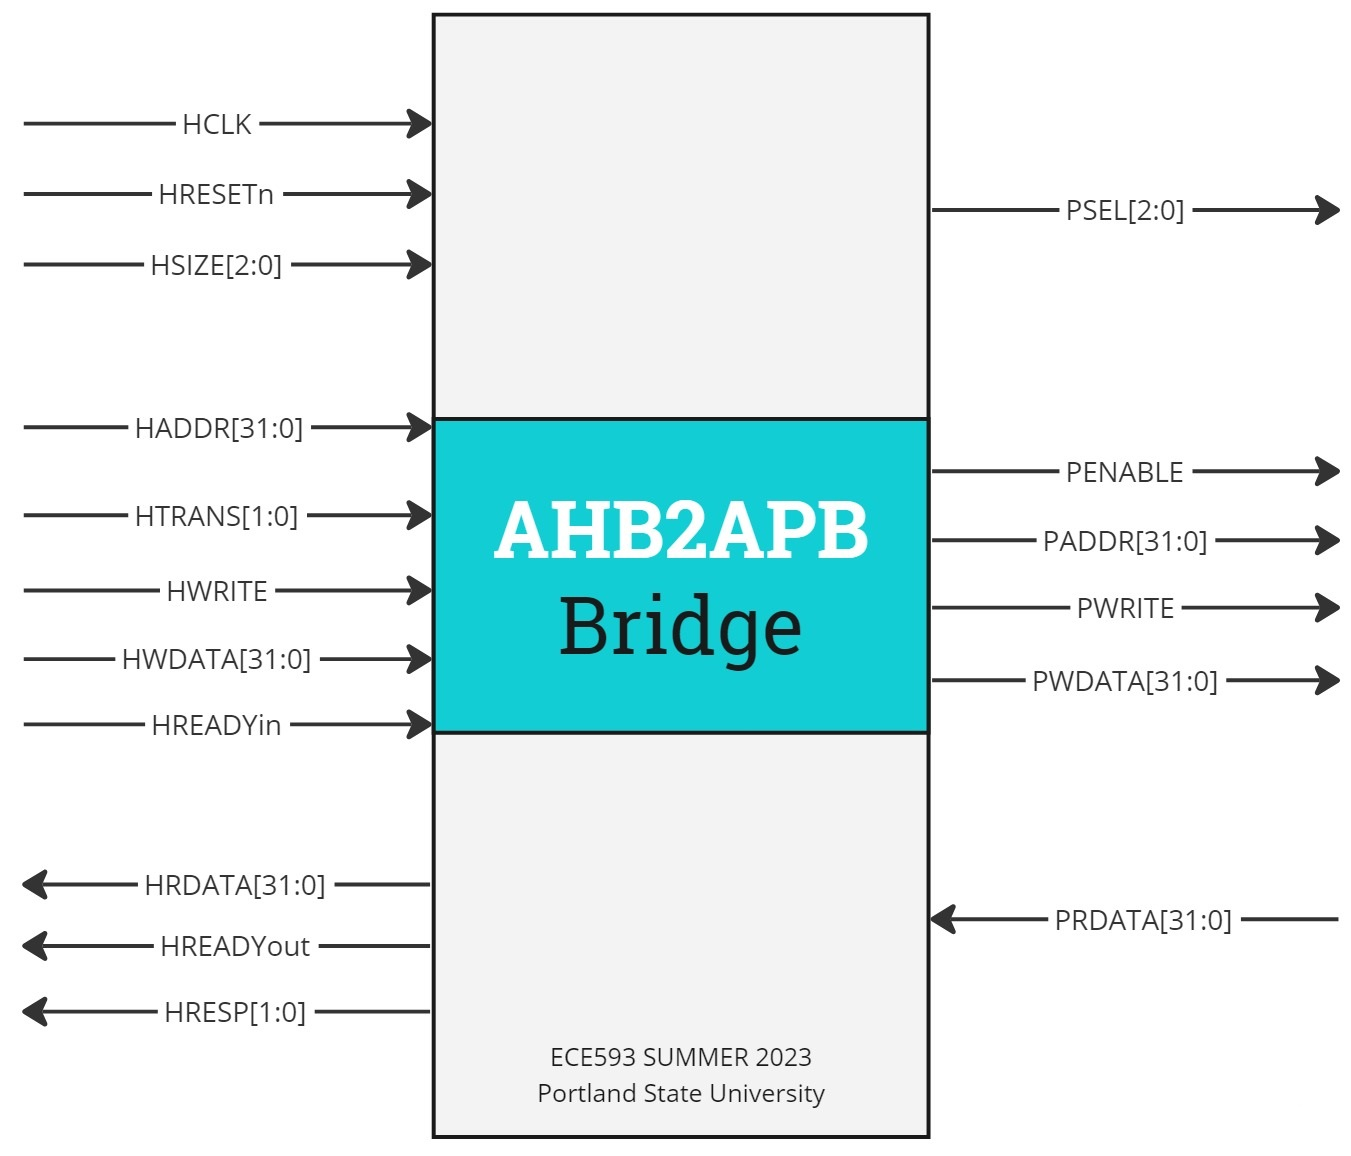 HCLK
HRESETn
HSIZE[2:0]
HADDR[31:0]
HTRANS[1:0]
HWRITE
HWDATA[31:0]
HREADYin
HRDATA[31:0]
HREADYout
HRESP[1:0]
AHB2APB
Bridge
ECE593 SUMMER 2023
Portland State University
PSEL[2:0]
PENABLE
PADDR[31:0]
PWRITE
PWDATA[31:0]
PRDATA[31:0]